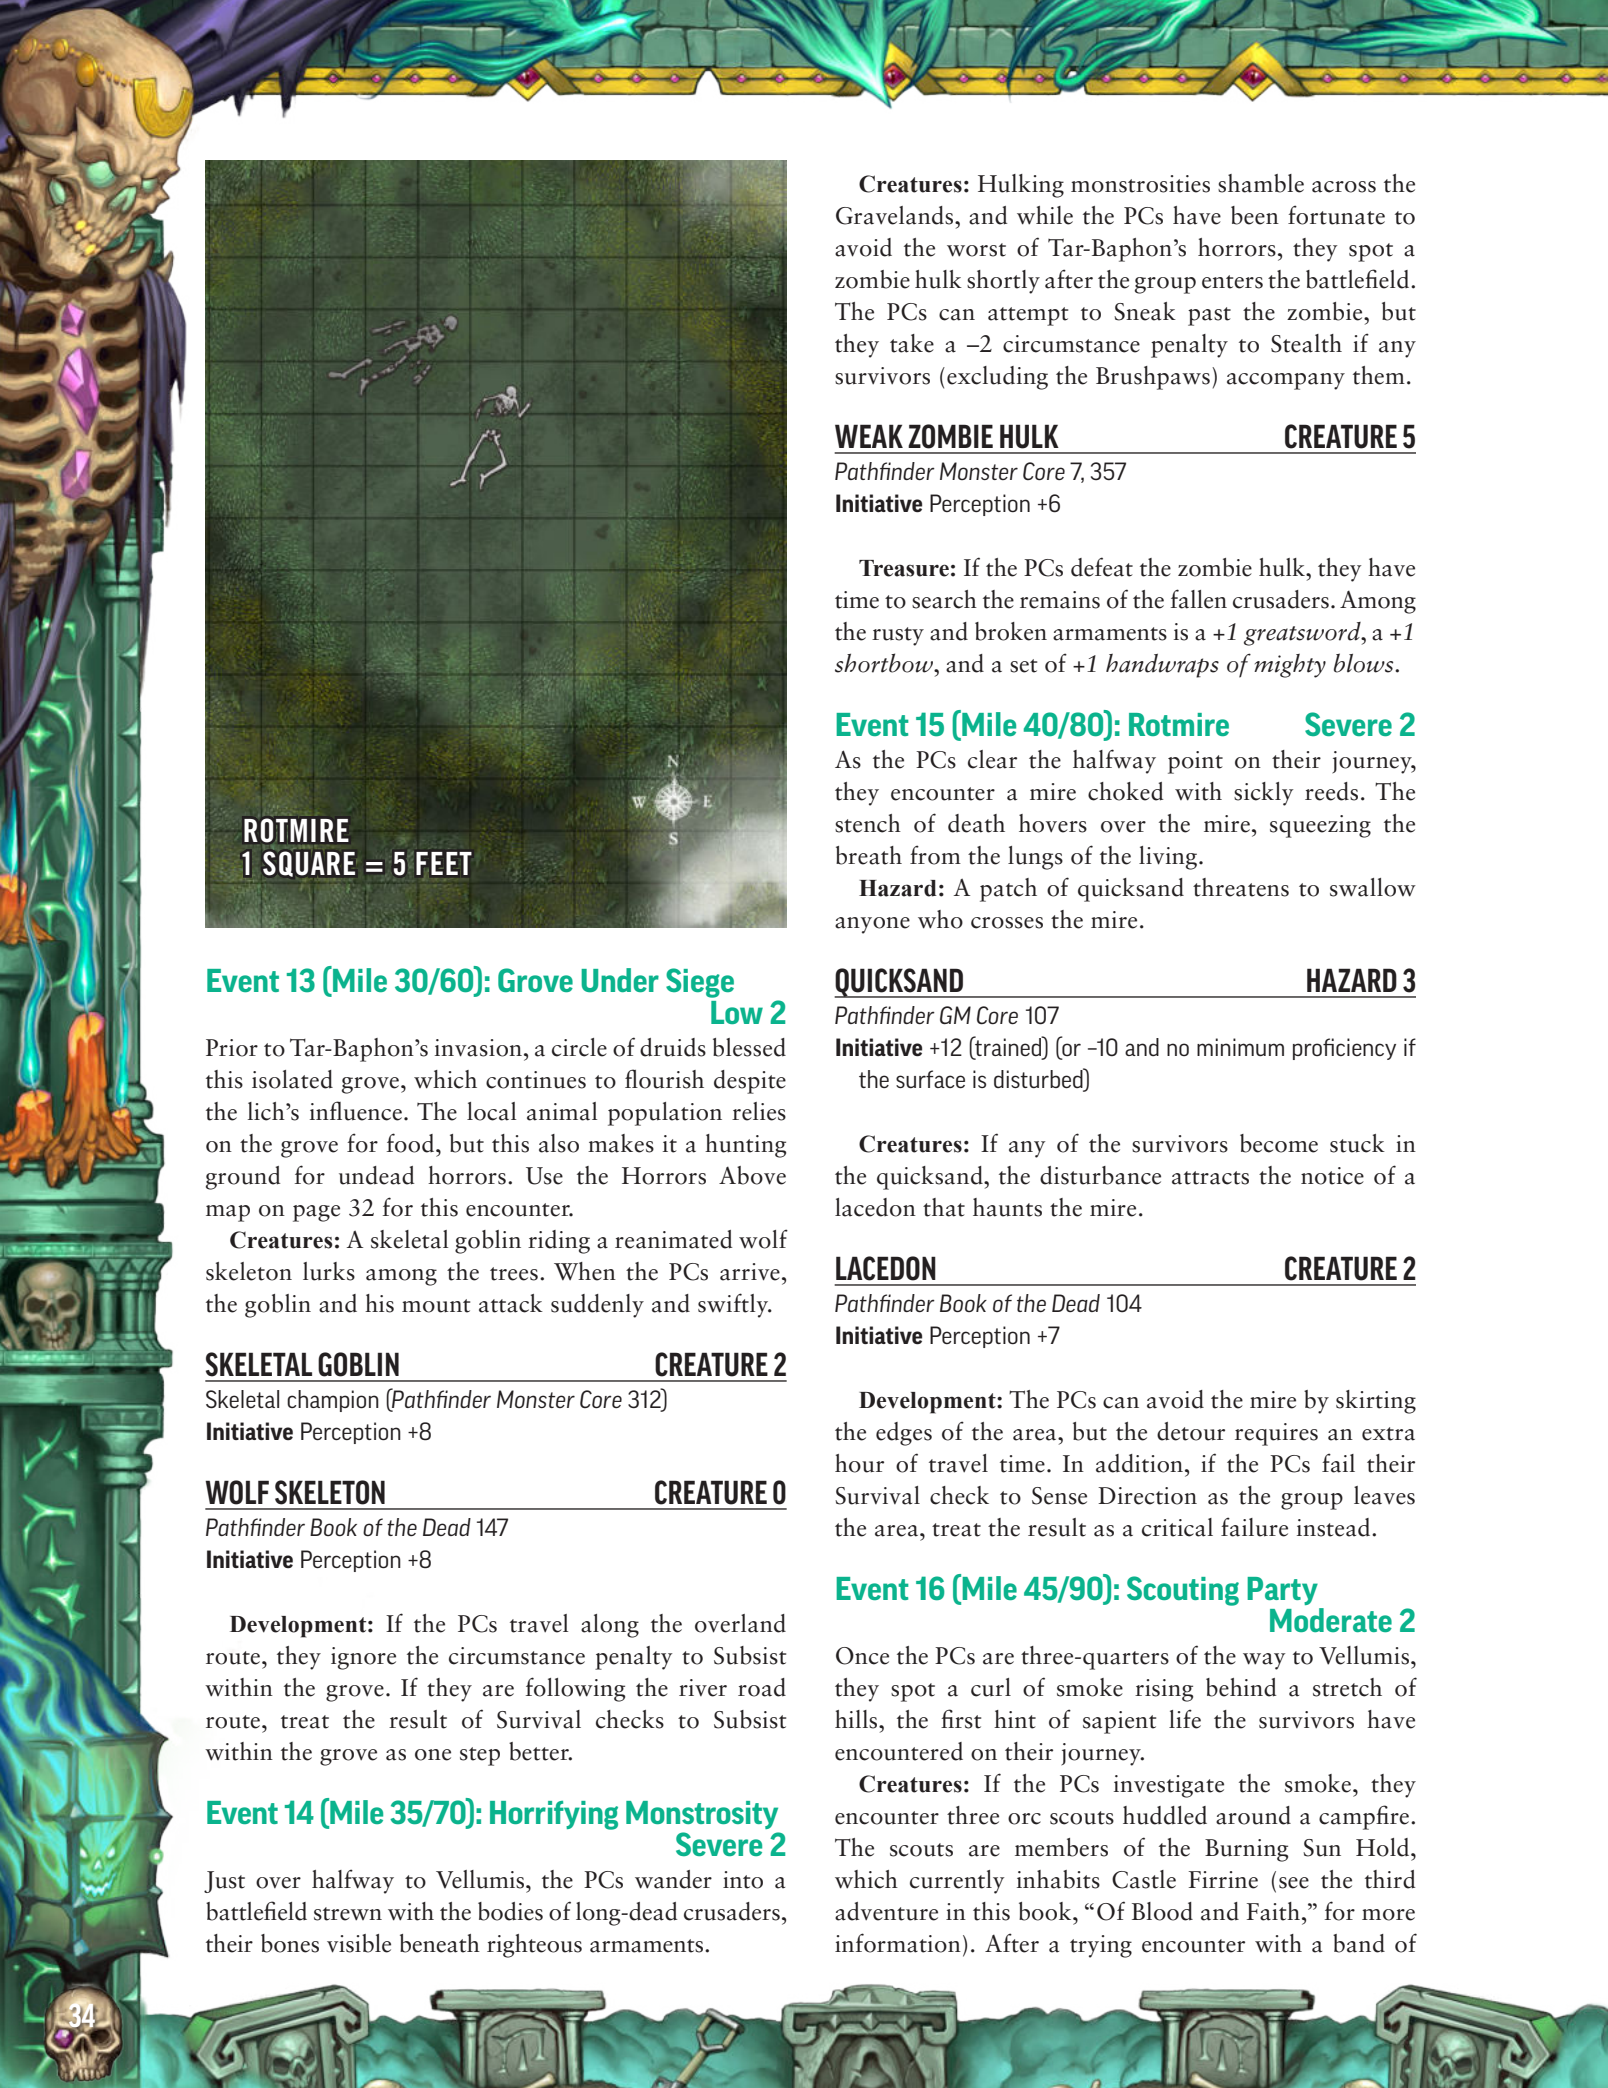 N
W E
S
ROTMIRE
1 SQUARE = 5 FEET
Event 13 (Mile 30/60): Grove Under Siege
Low 2
Prior to Tar-Baphon’s invasion, a circle of druids blessed
this isolated grove, which continues to flourish despite
the lich’s influence. The local animal population relies
on the grove for food, but this also makes it a hunting
ground for undead horrors. Use the Horrors Above
map on page 32 for this encounter.
Creatures: A skeletal goblin riding a reanimated wolf
skeleton lurks among the trees. When the PCs arrive,
the goblin and his mount attack suddenly and swiftly.
SKELETAL GOBLIN CREATURE 2
Skeletal champion (Pathfinder Monster Core 312)
Initiative Perception +8
WOLF SKELETON CREATURE 0
Pathfinder Book of the Dead 147
Initiative Perception +8
Development: If the PCs travel along the overland
route, they ignore the circumstance penalty to Subsist
within the grove. If they are following the river road
route, treat the result of Survival checks to Subsist
within the grove as one step better.
Event 14 (Mile 35/70): Horrifying Monstrosity
Severe 2
Just over halfway to Vellumis, the PCs wander into a
battlefield strewn with the bodies of long-dead crusaders,
their bones visible beneath righteous armaments.
Creatures: Hulking monstrosities shamble across the
Gravelands, and while the PCs have been fortunate to
avoid the worst of Tar-Baphon’s horrors, they spot a
zombie hulk shortly after the group enters the battlefield.
The PCs can attempt to Sneak past the zombie, but
they take a –2 circumstance penalty to Stealth if any
survivors (excluding the Brushpaws) accompany them.
WEAK ZOMBIE HULK CREATURE 5
Pathfinder Monster Core 7, 357
Initiative Perception +6
Treasure: If the PCs defeat the zombie hulk, they have
time to search the remains of the fallen crusaders. Among
the rusty and broken armaments is a +1 greatsword, a +1
shortbow, and a set of +1 handwraps of mighty blows.
Event 15 (Mile 40/80): Rotmire Severe 2
As the PCs clear the halfway point on their journey,
they encounter a mire choked with sickly reeds. The
stench of death hovers over the mire, squeezing the
breath from the lungs of the living.
Hazard: A patch of quicksand threatens to swallow
anyone who crosses the mire.
QUICKSAND HAZARD 3
Pathfinder GM Core 107
Initiative +12 (trained) (or –10 and no minimum proficiency if
the surface is disturbed)
Creatures: If any of the survivors become stuck in
the quicksand, the disturbance attracts the notice of a
lacedon that haunts the mire.
LACEDON CREATURE 2
Pathfinder Book of the Dead 104
Initiative Perception +7
Development: The PCs can avoid the mire by skirting
the edges of the area, but the detour requires an extra
hour of travel time. In addition, if the PCs fail their
Survival check to Sense Direction as the group leaves
the area, treat the result as a critical failure instead.
Event 16 (Mile 45/90): Scouting Party
Moderate 2
Once the PCs are three-quarters of the way to Vellumis,
they spot a curl of smoke rising behind a stretch of
hills, the first hint of sapient life the survivors have
encountered on their journey.
Creatures: If the PCs investigate the smoke, they
encounter three orc scouts huddled around a campfire.
The scouts are members of the Burning Sun Hold,
which currently inhabits Castle Firrine (see the third
adventure in this book, “Of Blood and Faith,” for more
information). After a trying encounter with a band of
34